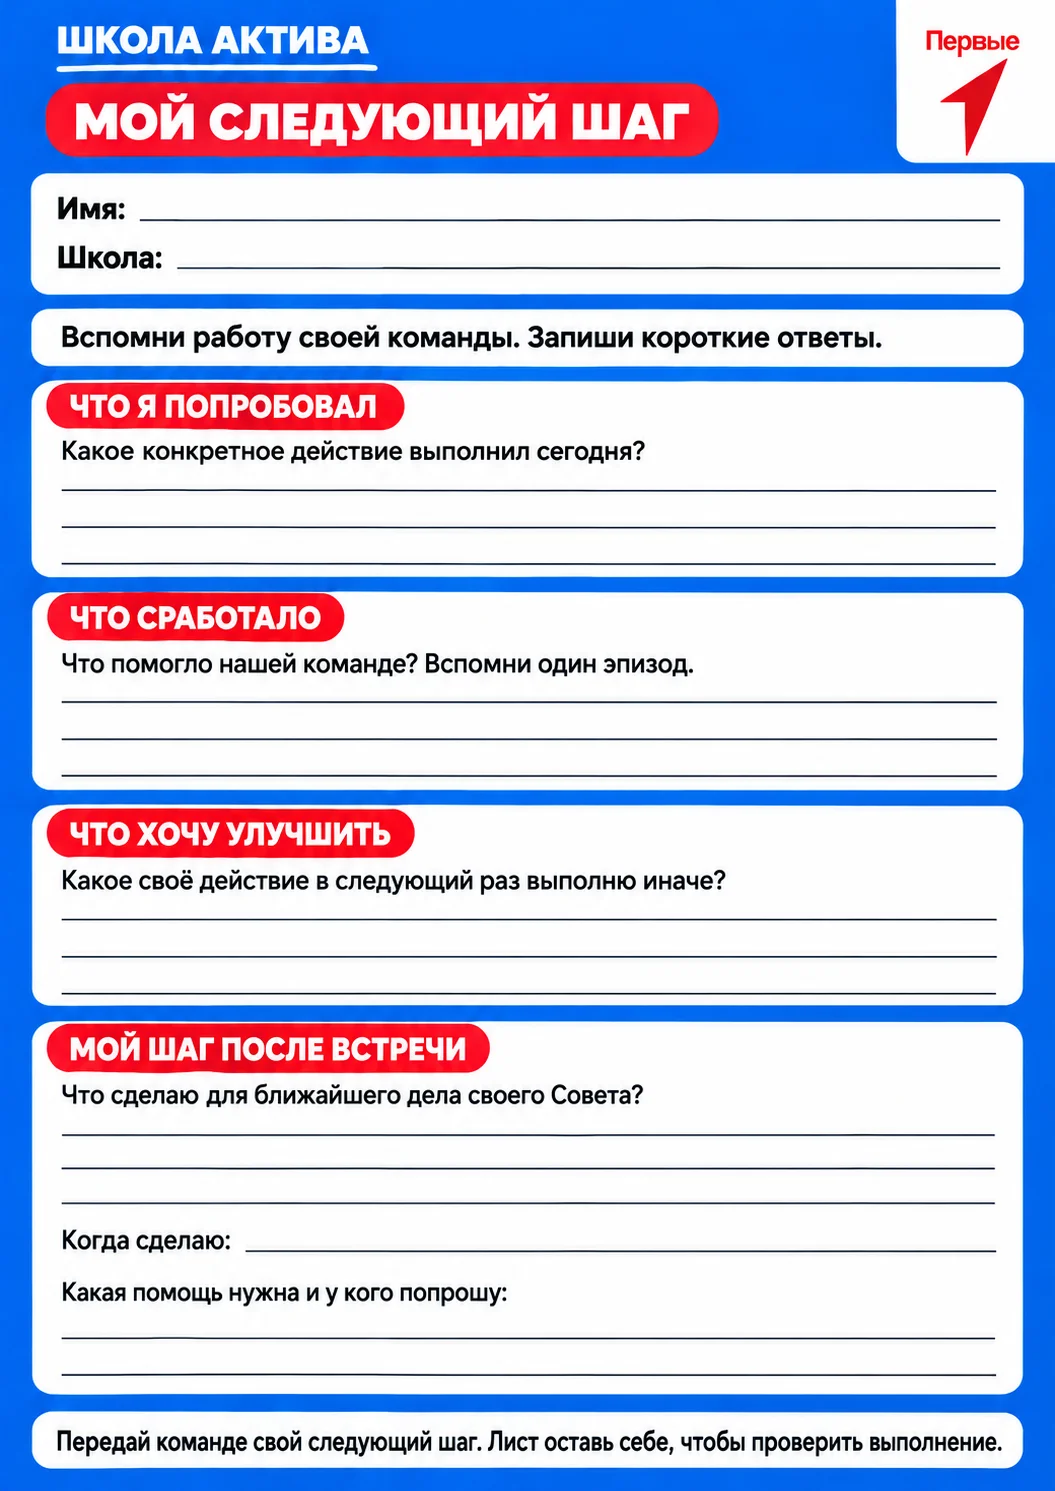 ШКОЛА АКТИВА
Первые
МОЙ СЛЕДУЮЩИЙ ШАГ
Имя:
Школа:
Вспомни работу своей команды. Запиши короткие ответы.
ЧТО Я ПОПРОБОВАЛ
Какое конкретное действие выполнил сегодня?
ЧТО СРАБОТАЛО
Что помогло нашей команде? Вспомни один эпизод.
ЧТО ХОЧУ УЛУЧШИТЬ
Какое своё действие в следующий раз выполню иначе?
МОЙ ШАГ ПОСЛЕ ВСТРЕЧИ
Что сделаю для ближайшего дела своего Совета?
Когда сделаю:
Какая помощь нужна и у кого попрошу:
Передай команде свой следующий шаг. Лист оставь себе, чтобы проверить выполнение.